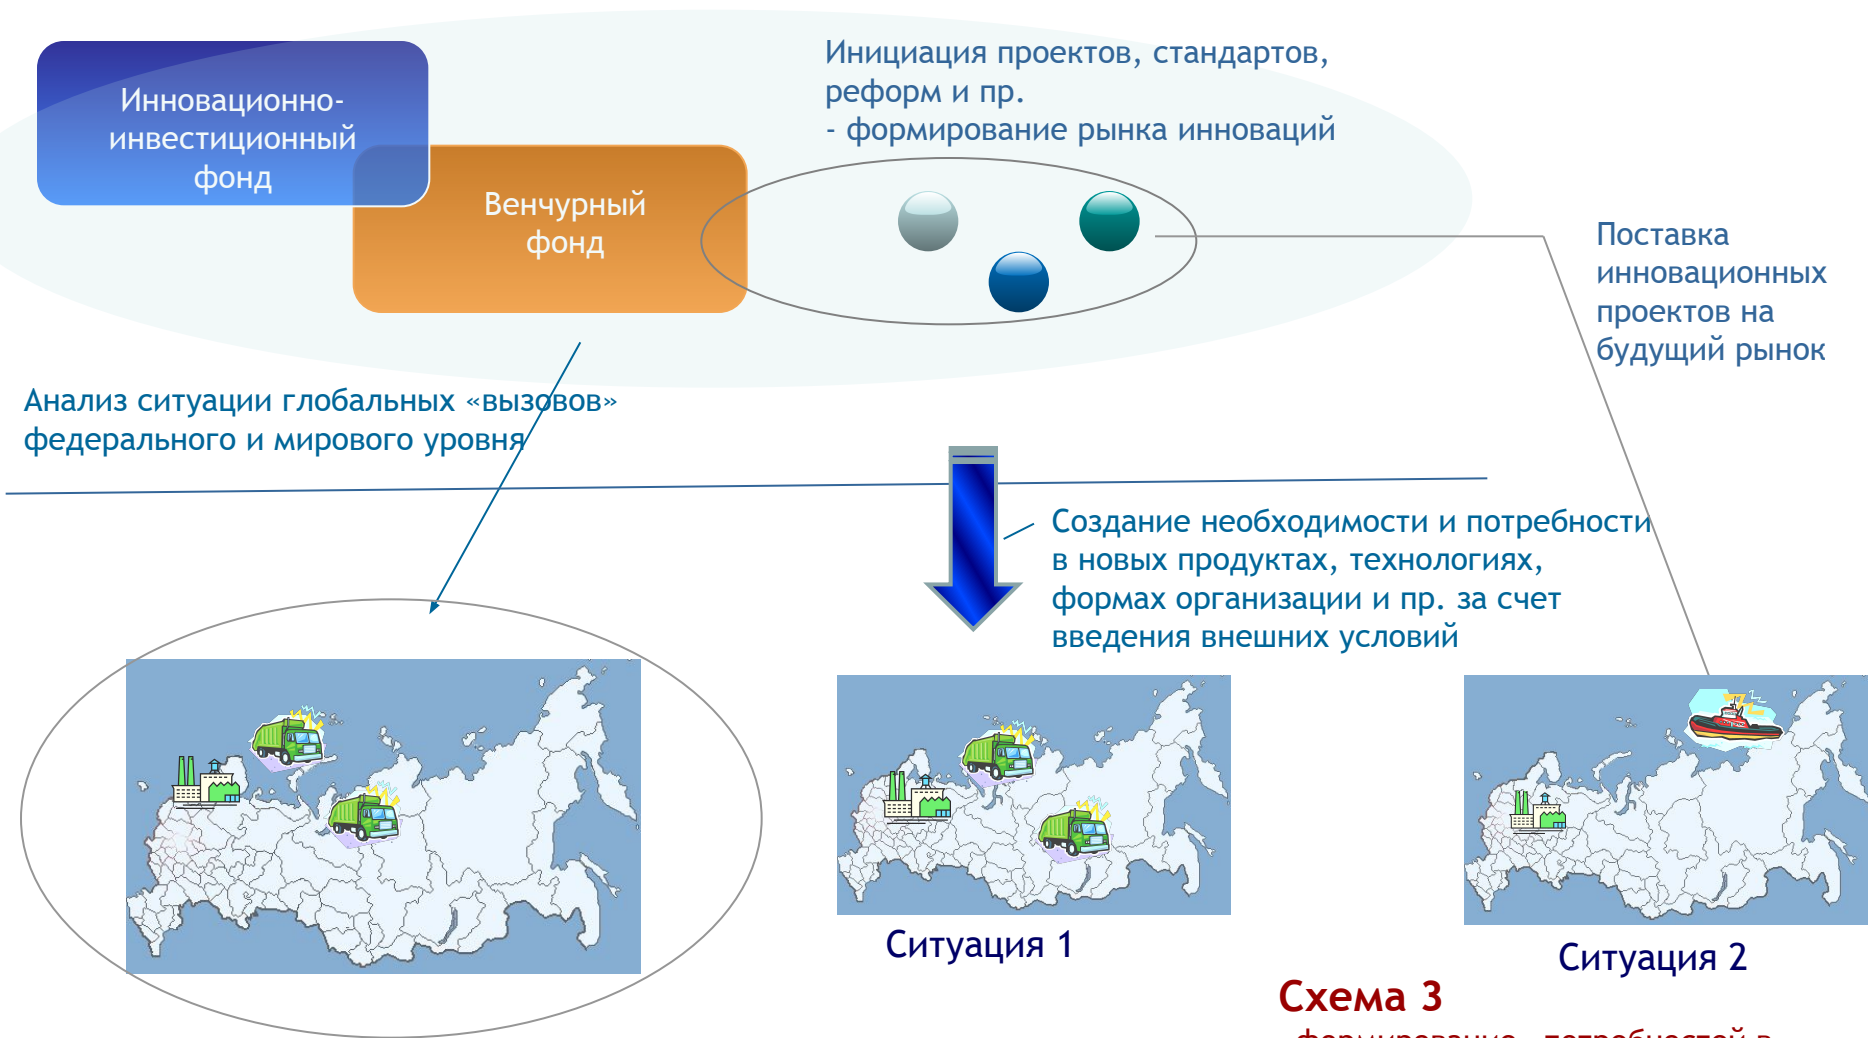 Инновационно-
инвестиционный
фонд
Венчурный
фонд
Инициация проектов, стандартов,
реформ и пр.
- формирование рынка инноваций
Поставка
инновационных
проектов на
будущий рынок
Анализ ситуации глобальных «вызовов»
федерального и мирового уровня
Создание необходимости и потребности
в новых продуктах, технологиях,
формах организации и пр. за счет
введения внешних условий
Ситуация 1
Ситуация 2
Схема 3
формирование потребностей в